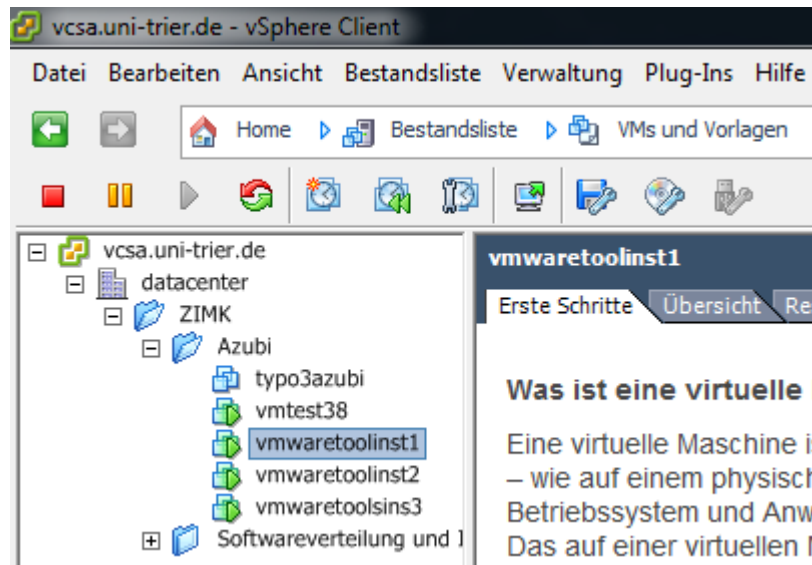 vcsa.uni-trier.de - vSphere Client
Datei Bearbeiten Ansicht Bestandsliste Verwaltung Plug-Ins Hilfe
Home Bestandsliste VMs und Vorlagen
vcsa.uni-trier.de
datacenter
ZIMK
Azubi
typo3azubi
vmtest38
vmwaretoolinst1
vmwaretoolinst2
vmwaretoolsins3
Softwareverteilung und
vmwaretoolinst1
Erste Schritte Übersicht Re
Was ist eine virtuelle
Eine virtuelle Maschine i
– wie auf einem physisch
Betriebssystem und Anw
Das auf einer virtuellen